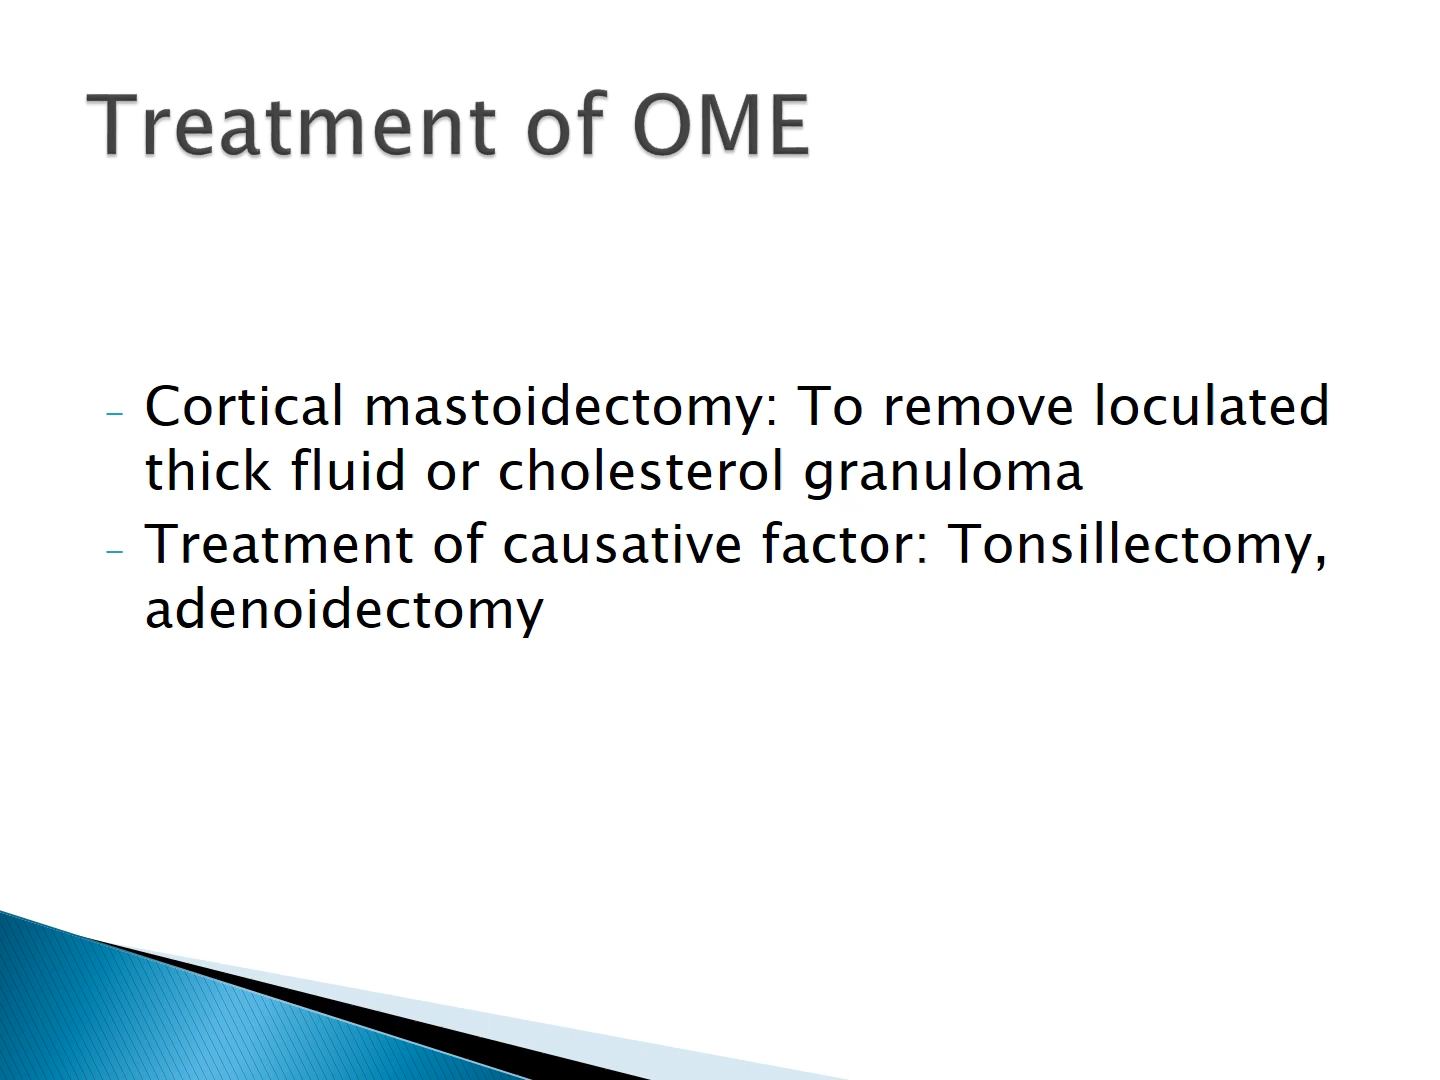 Treatment of OME
– Cortical mastoidectomy: To remove loculated
thick fluid or cholesterol granuloma
– Treatment of causative factor: Tonsillectomy,
adenoidectomy